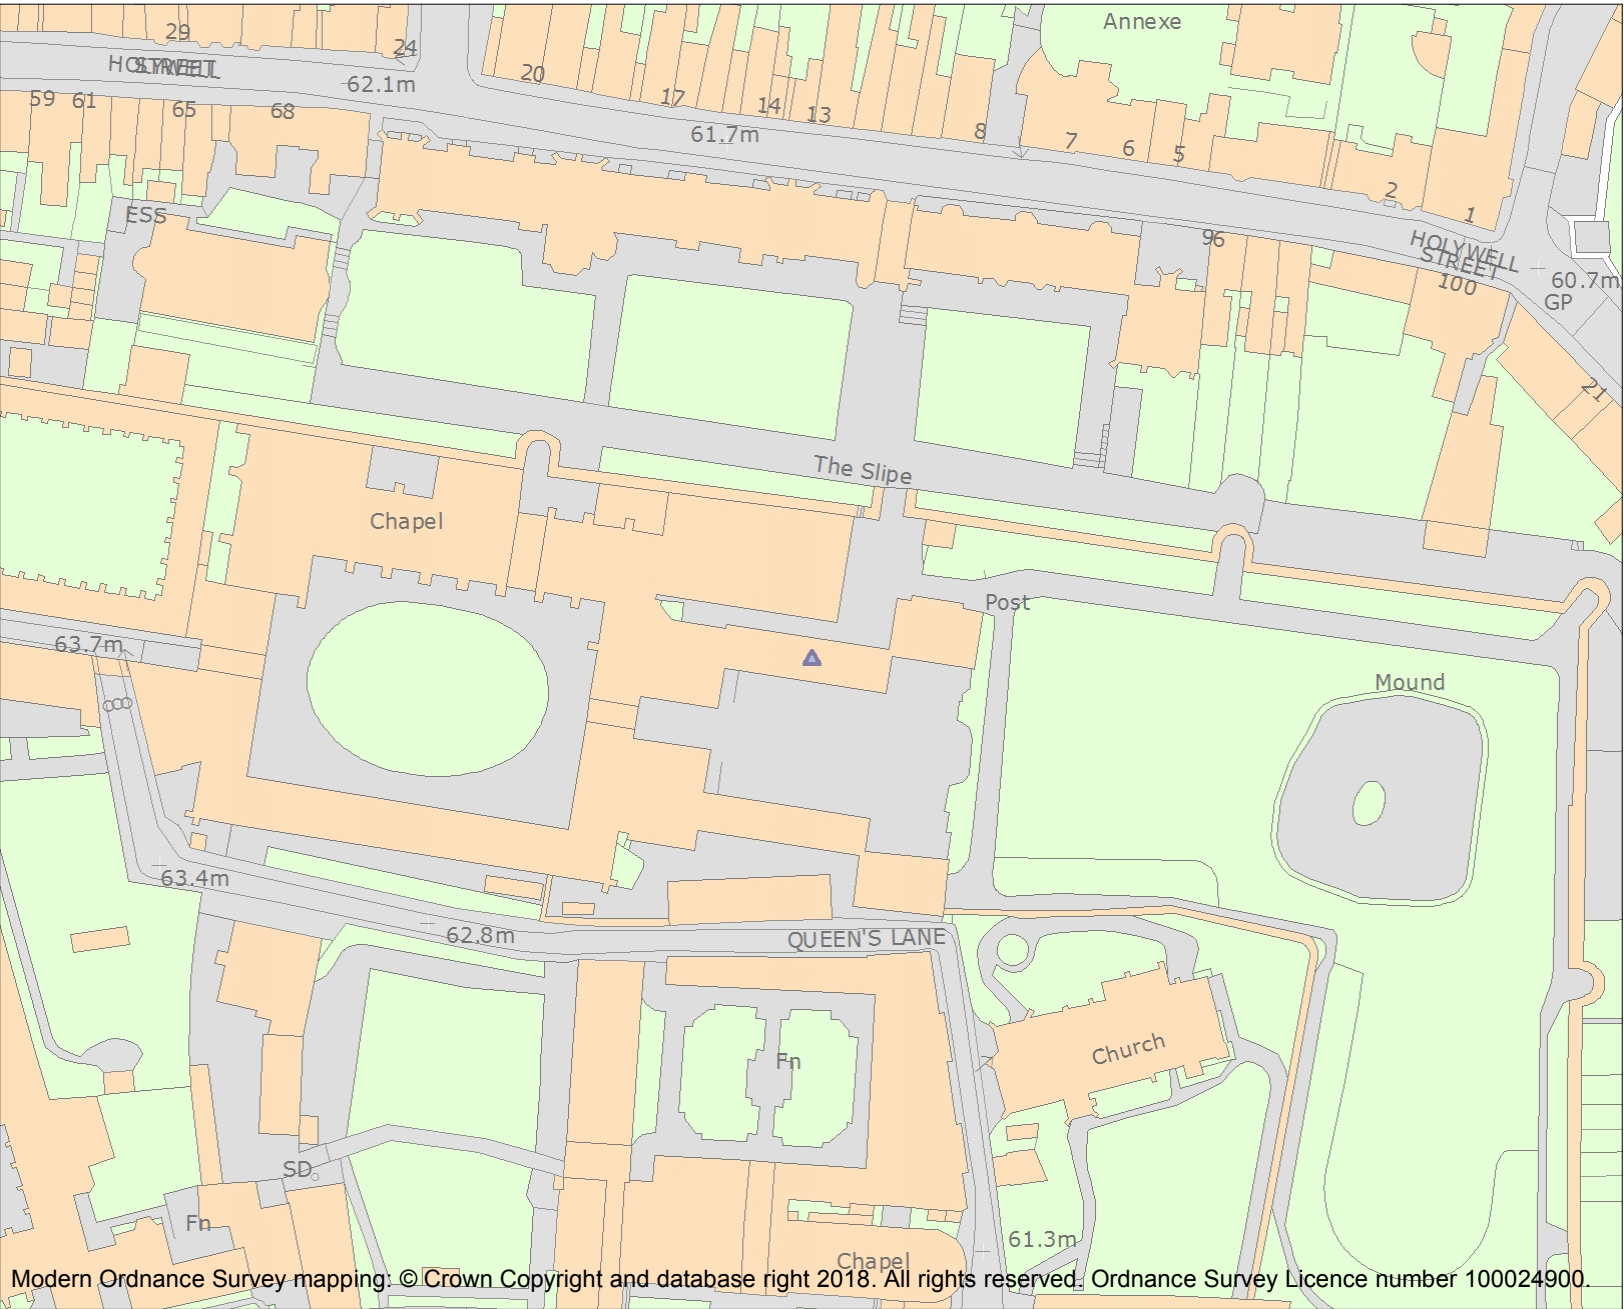 Annexe
29
24
HOLYWELL
STREET
62.1m
20
59
61
65
68
17
14
13
61.7m
8
7
6
5
2
1
ESS
96
HOLYWELL
STREET
60.7m
100
GP
21
The Slipe
Chapel
Post
63.7m
Mound
63.4m
62.8m
QUEEN'S LANE
Church
Fn
SD
Fn
61.3m
Chapel
Modern Ordnance Survey mapping: © Crown Copyright and database right 2018. All rights reserved. Ordnance Survey Licence number 100024900.